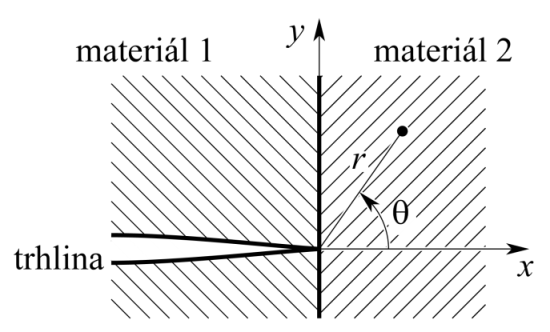 materiál 1
y
materiál 2
r
θ
trhlina
x